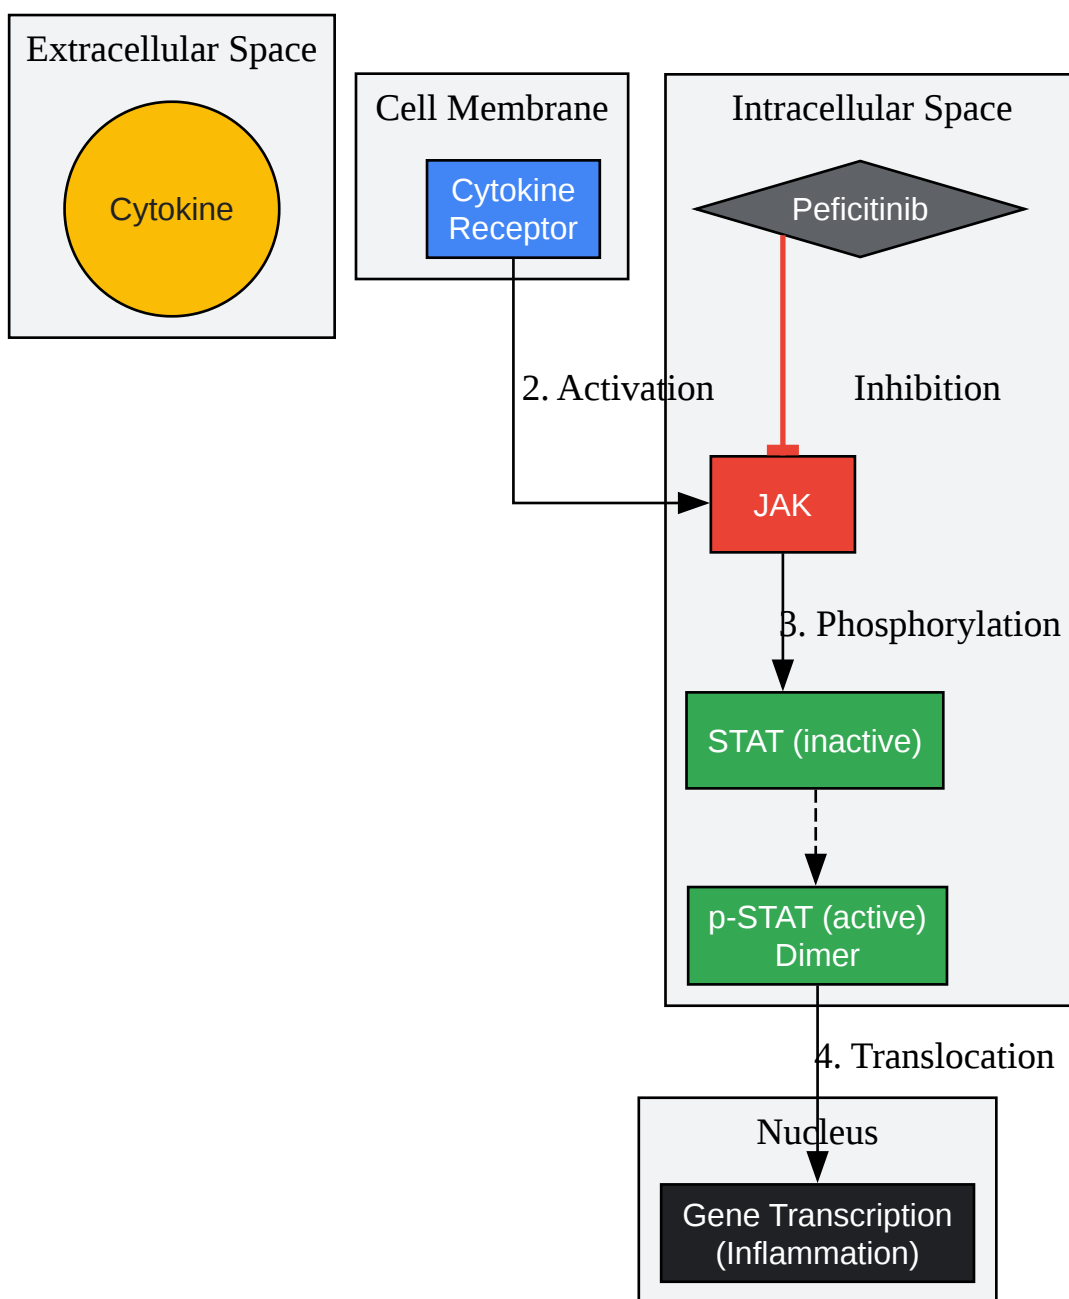 Extracellular Space
Cytokine
Cell Membrane
Cytokine
Receptor
Intracellular Space
Peficitinib
2. Activation
Inhibition
JAK
3. Phosphorylation
STAT (inactive)
p-STAT (active)
Dimer
4. Translocation
Nucleus
Gene Transcription
(Inflammation)